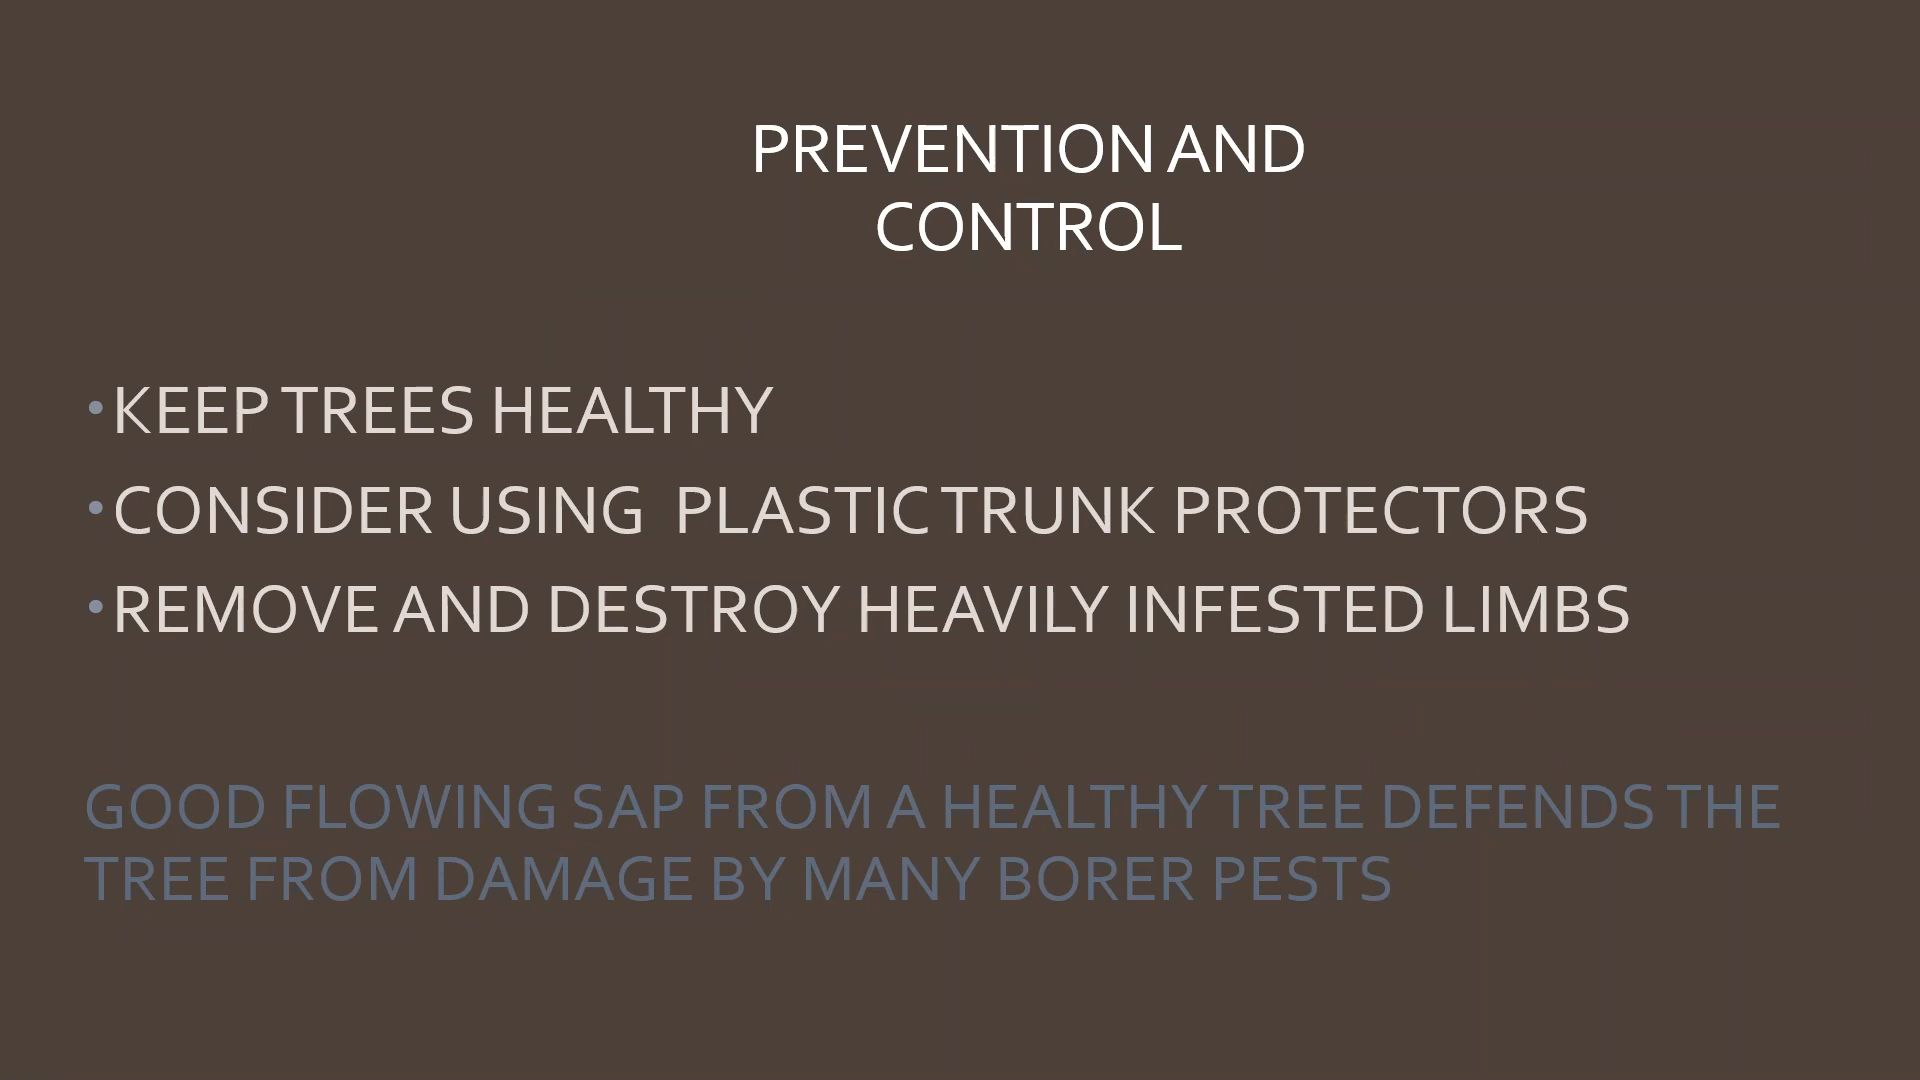 PREVENTION AND
CONTROL
• KEEP TREES HEALTHY
• CONSIDER USING PLASTIC TRUNK PROTECTORS
• REMOVE AND DESTROY HEAVILY INFESTED LIMBS
GOOD FLOWING SAP FROM A HEALTHY TREE DEFENDS THE
TREE FROM DAMAGE BY MANY BORER PESTS